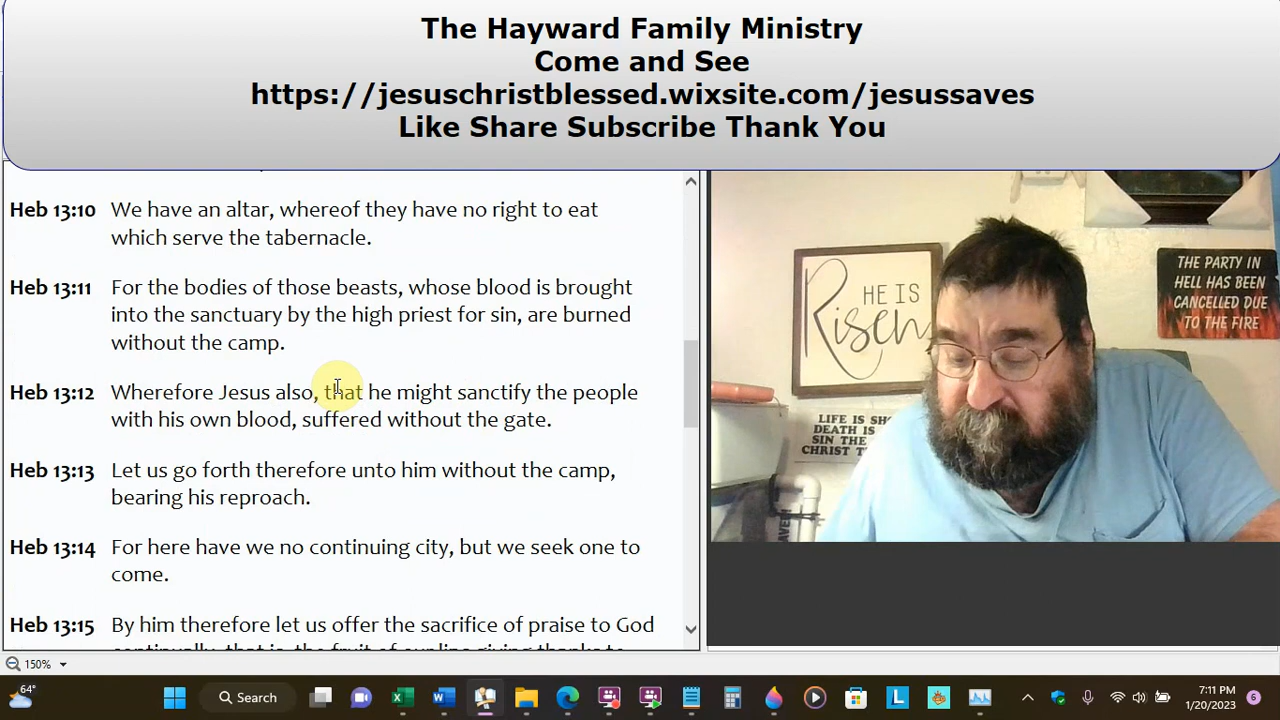 The Hayward Family Ministry
Come and See
https://jesuschristblessed.wixsite.com/jesussaves
Like Share Subscribe Thank You
Heb 13:10 We have an altar, whereof they have no right to eat
which serve the tabernacle.
Heb 13:11 For the bodies of those beasts, whose blood is brought
into the sanctuary by the high priest for sin, are burned
without the camp.
Heb 13:12 Wherefore Jesus also, that he might sanctify the people
with his own blood, suffered without the gate.
Heb 13:13 Let us go forth therefore unto him without the camp,
bearing his reproach.
Heb 13:14 For here have we no continuing city, but we seek one to
come.
Heb 13:15 By him therefore let us offer the sacrifice of praise to God
HE IS
Risen
THE PARTY IN
HELL HAS BEEN
CANCELLED DUE
TO THE FIRE
LIFE IS
DEATH IS
SIN THE
CHRIST
150%
64°
Search
7:11 PM
1/20/2023
6